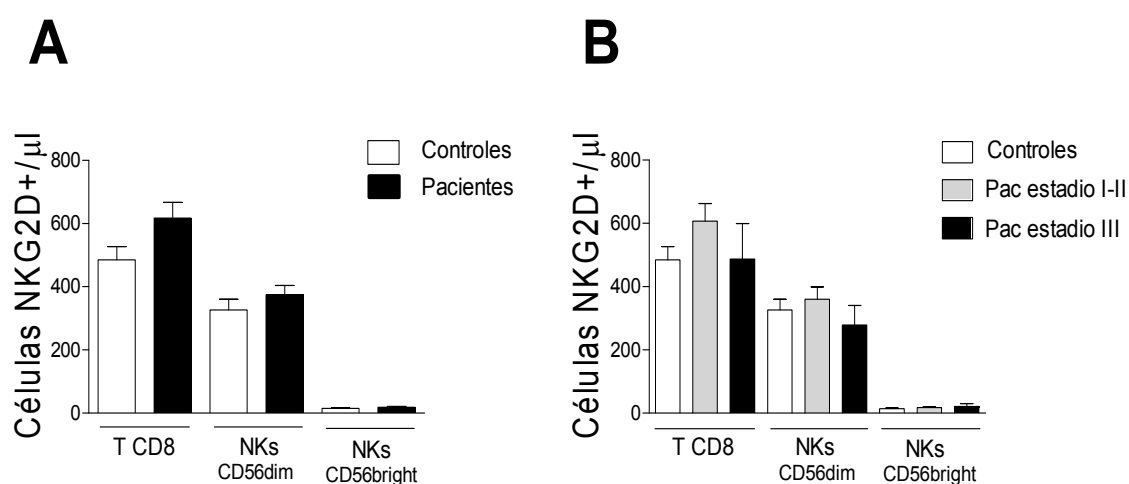 A
Células NKG2D+/μl
800
600
400
200
0
Controles
Pacientes
T CD8
NKs
CD56dim
NKs
CD56bright
B
Células NKG2D+/μl
800
600
400
200
0
Controles
Pac estadio I-II
Pac estadio III
T CD8
NKs
CD56dim
NKs
CD56bright